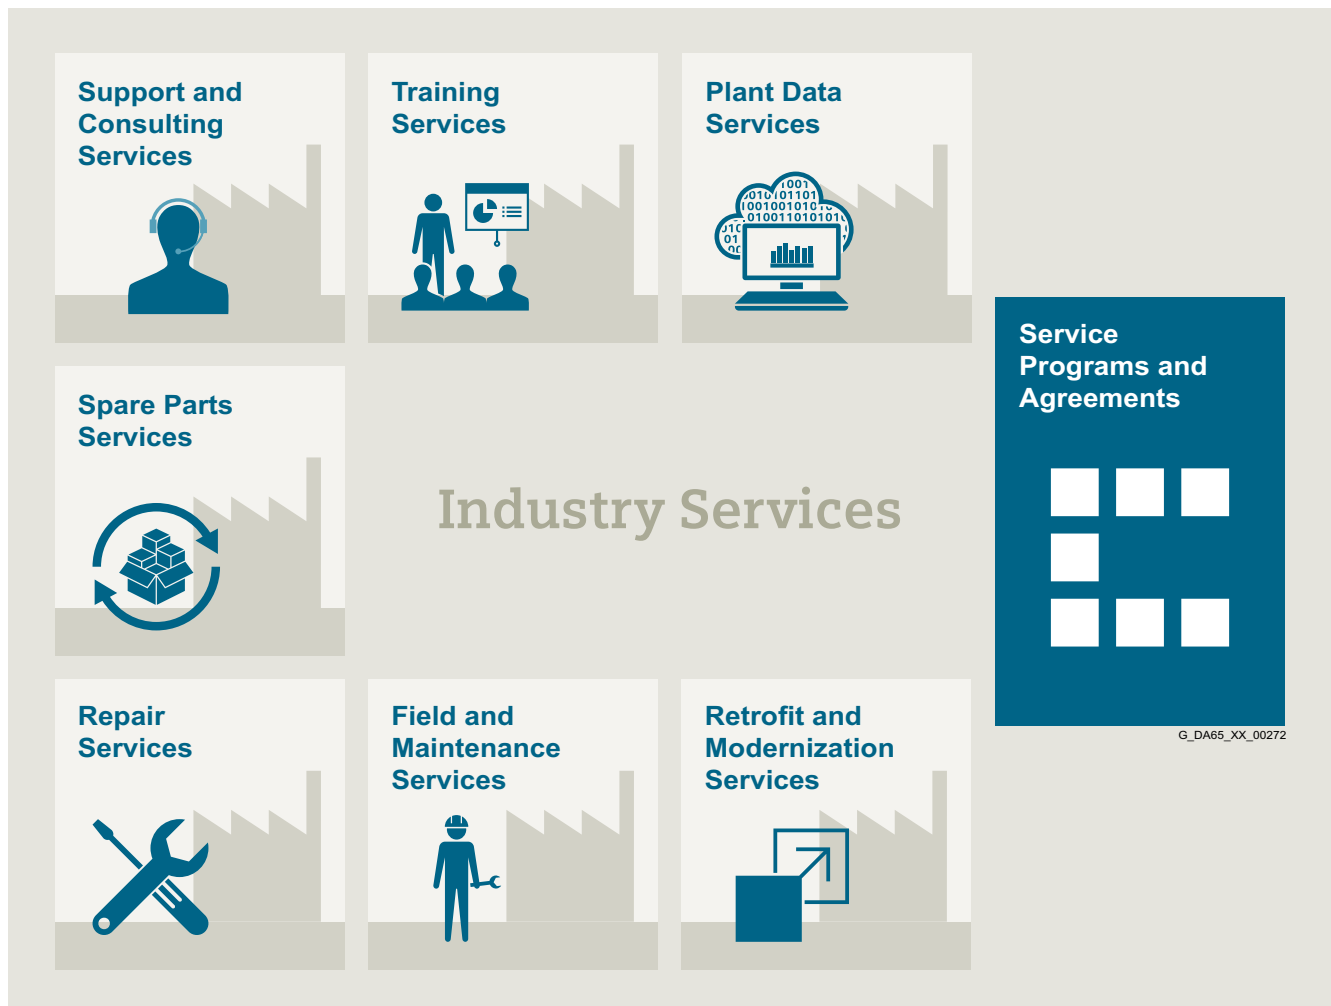 Support and
Consulting
Services
Training
Services
Plant Data
Services
Service
Programs and
Agreements
Spare Parts
Services
Industry Services
Repair
Services
Field and
Maintenance
Services
Retrofit and
Modernization
Services
G_DA65_XX_00272